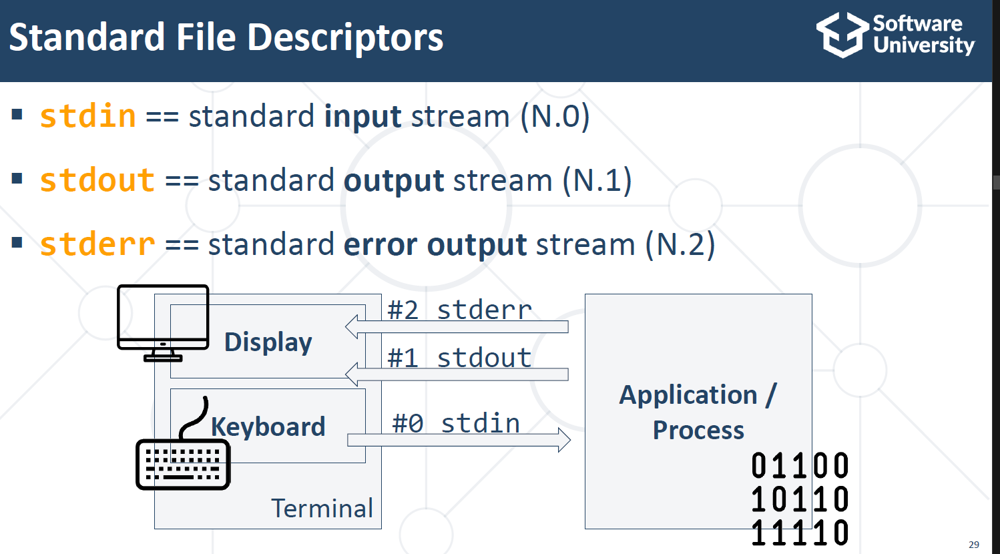 Standard File Descriptors
Software
University
▪ stdin == standard input stream (N.0)
▪ stdout == standard output stream (N.1)
▪ stderr == standard error output stream (N.2)
#2 stderr
Display
#1 stdout
Keyboard
#0 stdin
Terminal
Application /
Process
01100
10110
11110
29